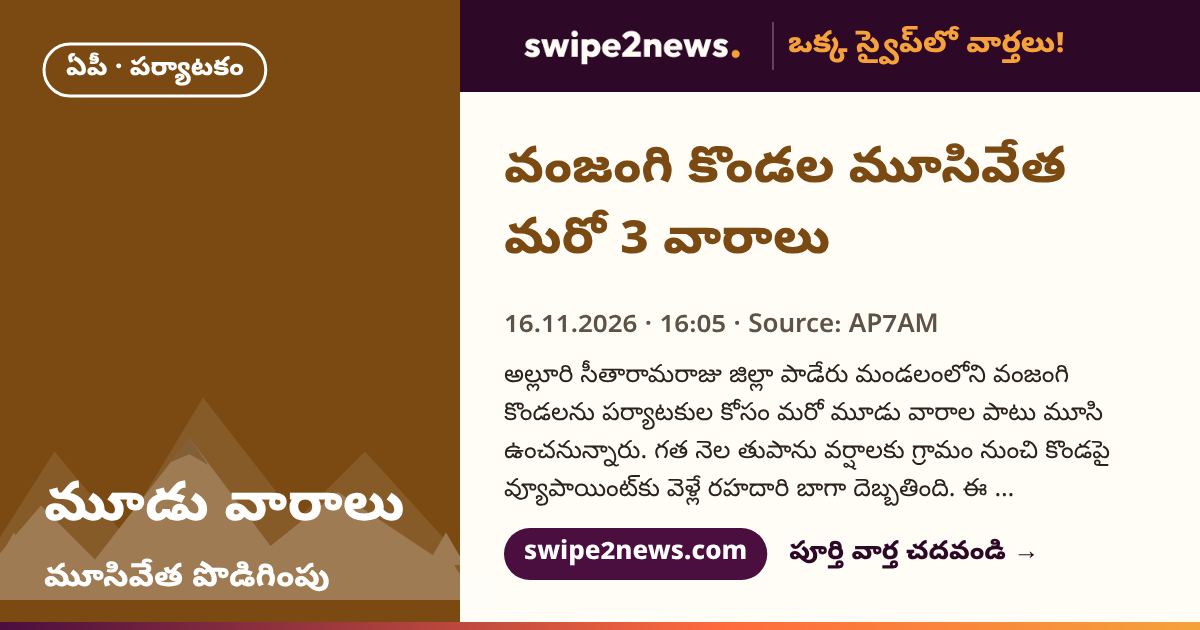 ఏపీ · పర్యాటకం
మూడు వారాలు
మూసివేత పొడిగింపు
swipe2news.
ఒక్క స్వైప్‌లో వార్తలు!
వంజంగి కొండల మూసివేత
మరో 3 వారాలు
16.11.2026 · 16:05 · Source: AP7AM
అల్లూరి సీతారామరాజు జిల్లా పాడేరు మండలంలోని వంజంగి
కొండలను పర్యాటకుల కోసం మరో మూడు వారాల పాటు మూసి
ఉంచనున్నారు. గత నెల తుపాను వర్షాలకు గ్రామం నుంచి కొండపై
వ్యూపాయింట్‌కు వెళ్లే రహదారి బాగా దెబ్బతింది. ఈ ...
swipe2news.com
పూర్తి వార్త చదవండి →